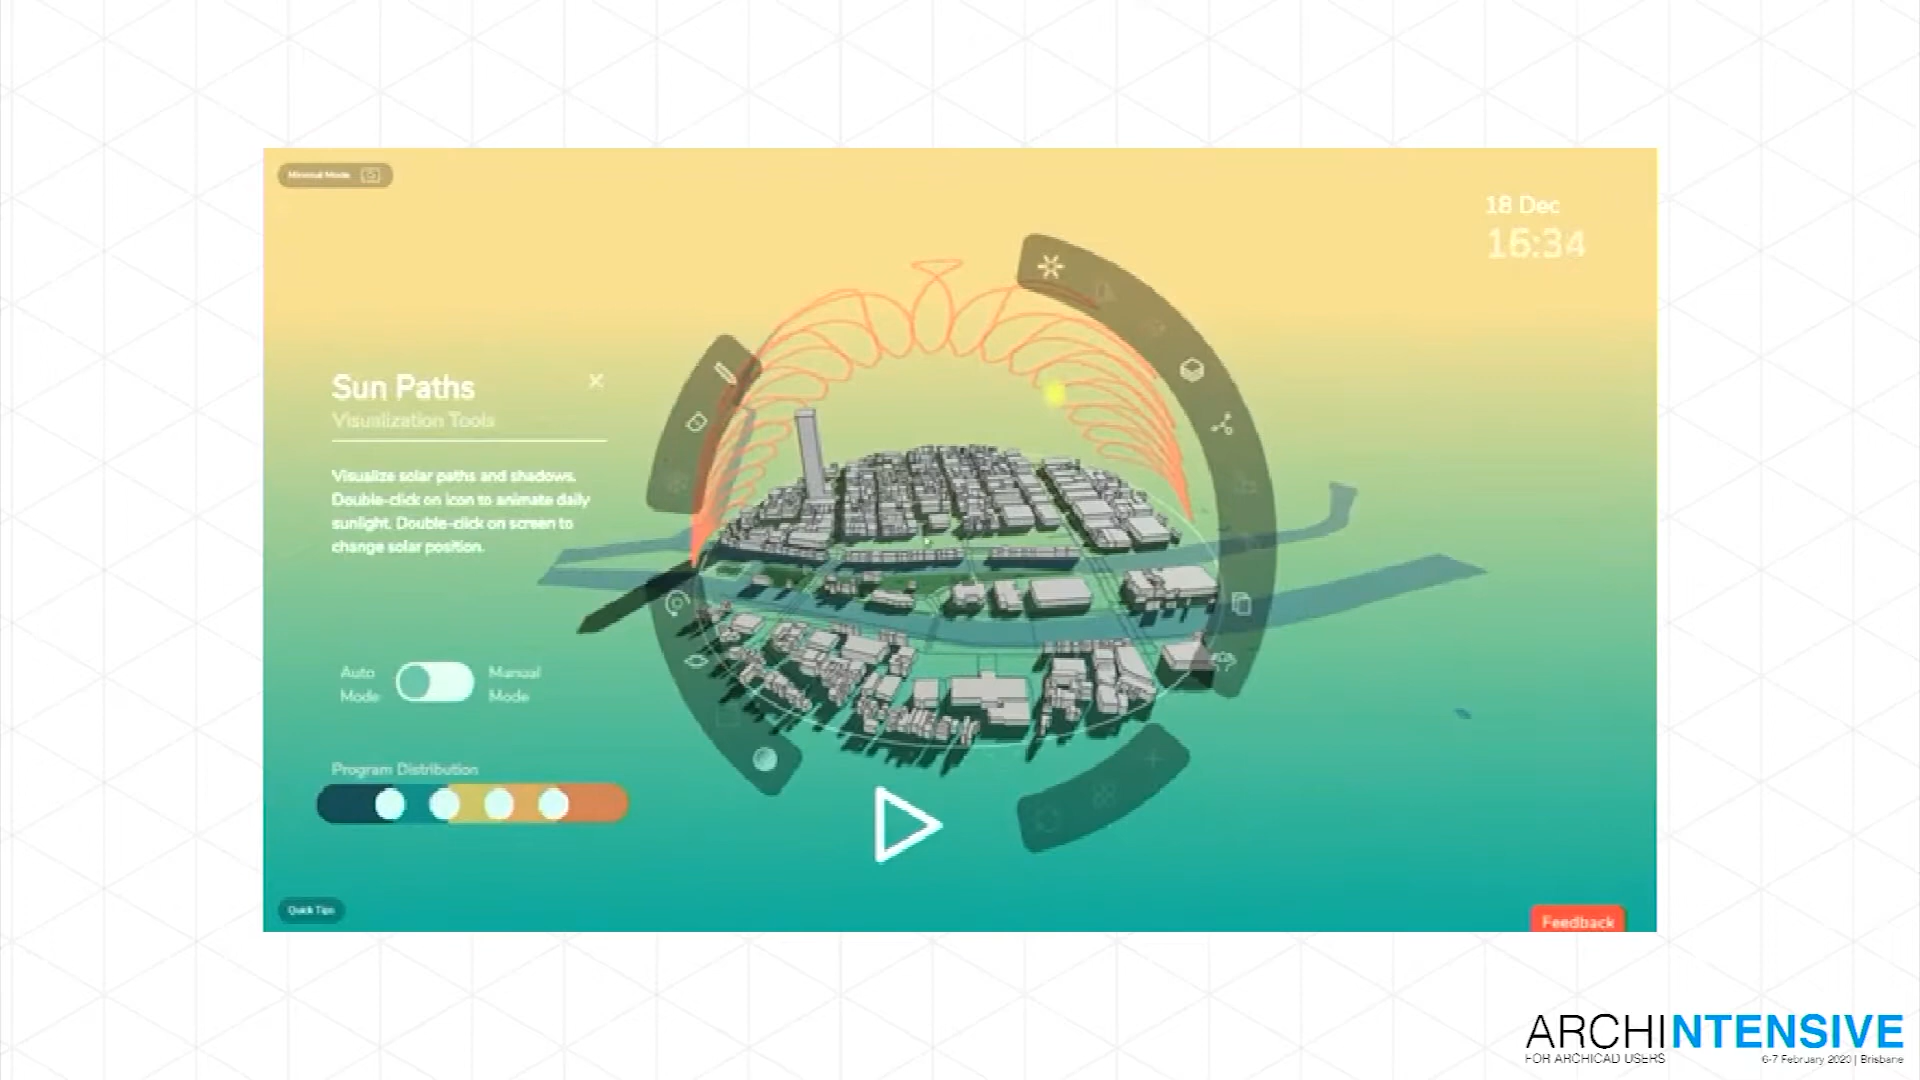 Minimal Mode
18 Dec
16:34
Sun Paths
Visualization Tools
Visualize solar paths and shadows.
Double-click on icon to animate daily
sunlight. Double-click on screen to
change solar position.
Auto
Mode
Manual
Mode
Program Distribution
Quick Tips
Feedback
ARCHINTENSIVE
FOR ARCHICAD USERS
6-7 February 2020 | Brisbane